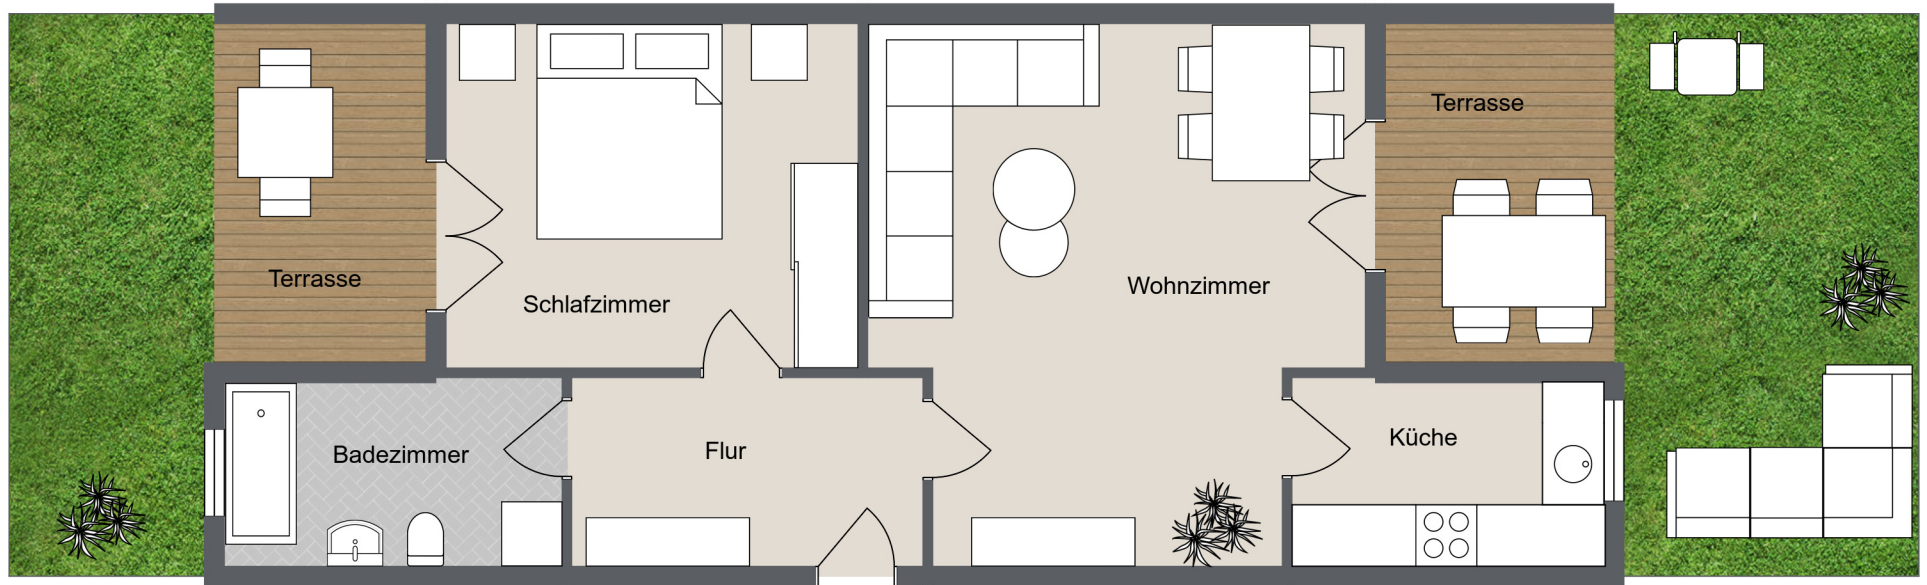 Terrasse
Terrasse
Schlafzimmer
Wohnzimmer
Badezimmer
Flur
Küche